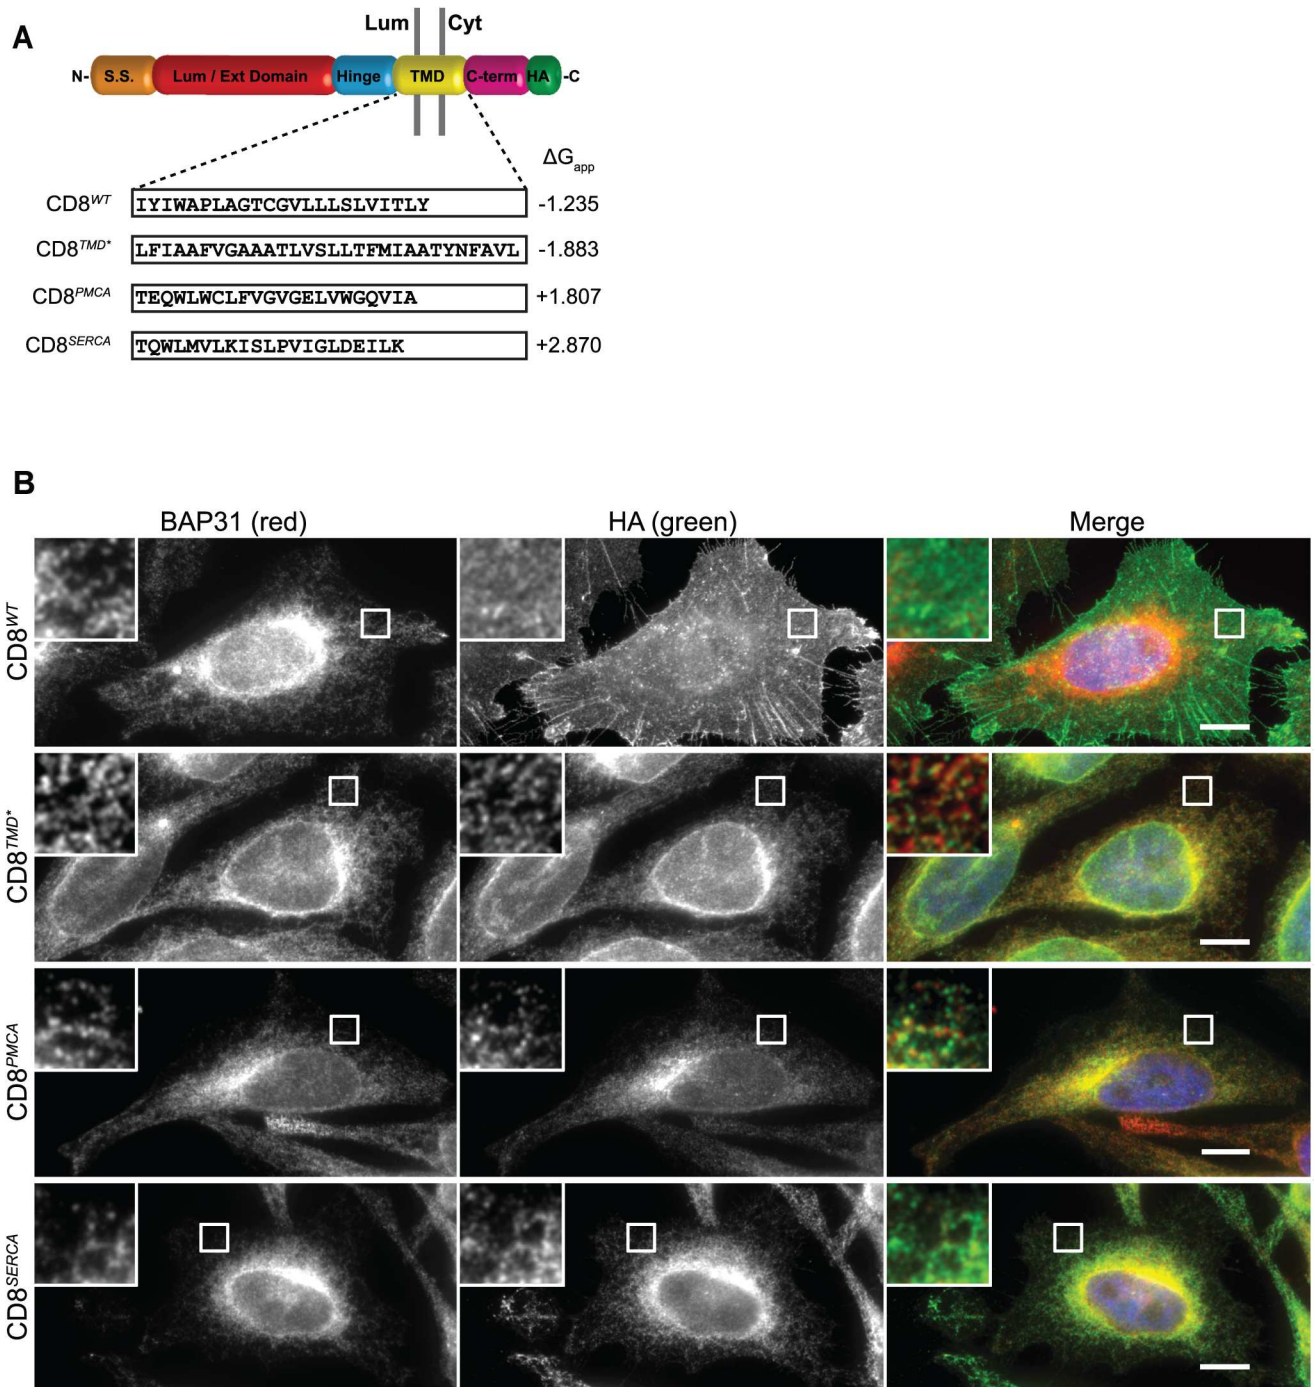 A
Lum Cyt
N- S.S. Lum / Ext Domain Hinge TMD C-term HA -C
ΔGapp
CD8WT IYIWAPLAGTCGVLLLSLVITLY -1.235
CD8TMD* LFIAAFVGAAATLVSLLTFMIAATYNFAVL -1.883
CD8PMCA TEQWLWCLFVGVGELVWGQVIA +1.807
CD8SERCA TQWLMVLKISLPVIGLDEILK +2.870
B
BAP31 (red) HA (green) Merge
CD8WT
CD8TMD*
CD8PMCA
CD8SERCA